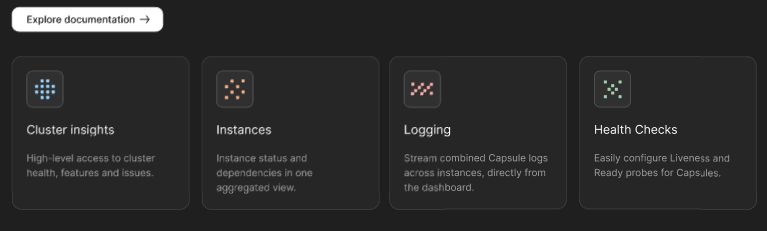 Explore documentation →
Cluster insights
High-level access to cluster
health, features and issues.
Instances
Instance status and
dependencies in one
aggregated view.
Logging
Stream combined Capsule logs
across instances, directly from
the dashboard.
Health Checks
Easily configure Liveness and
Ready probes for Capsules.